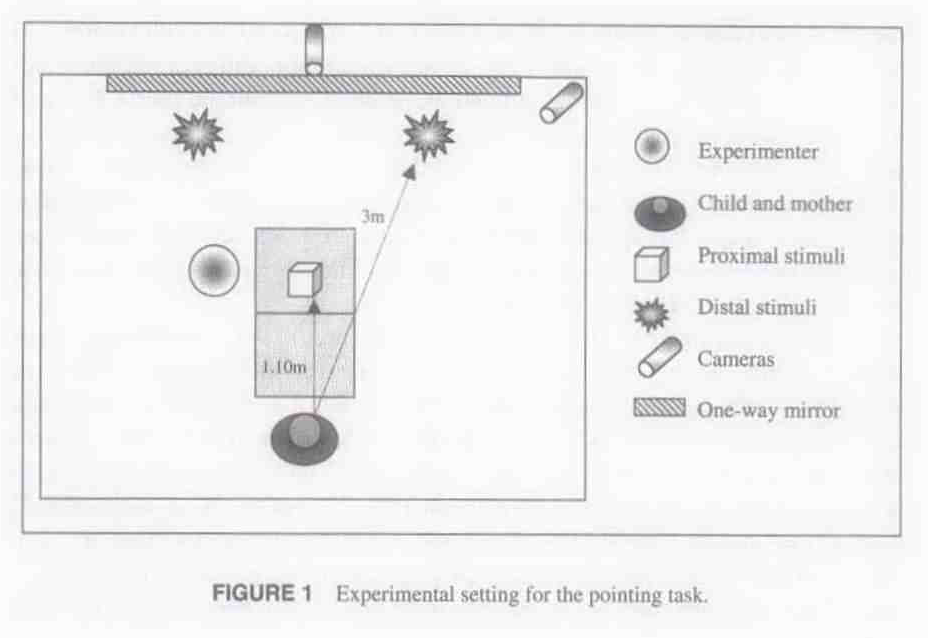 3m
1.10m
Experimenter
Child and mother
Proximal stimuli
Distal stimuli
Cameras
One-way mirror
FIGURE 1 Experimental setting for the pointing task.